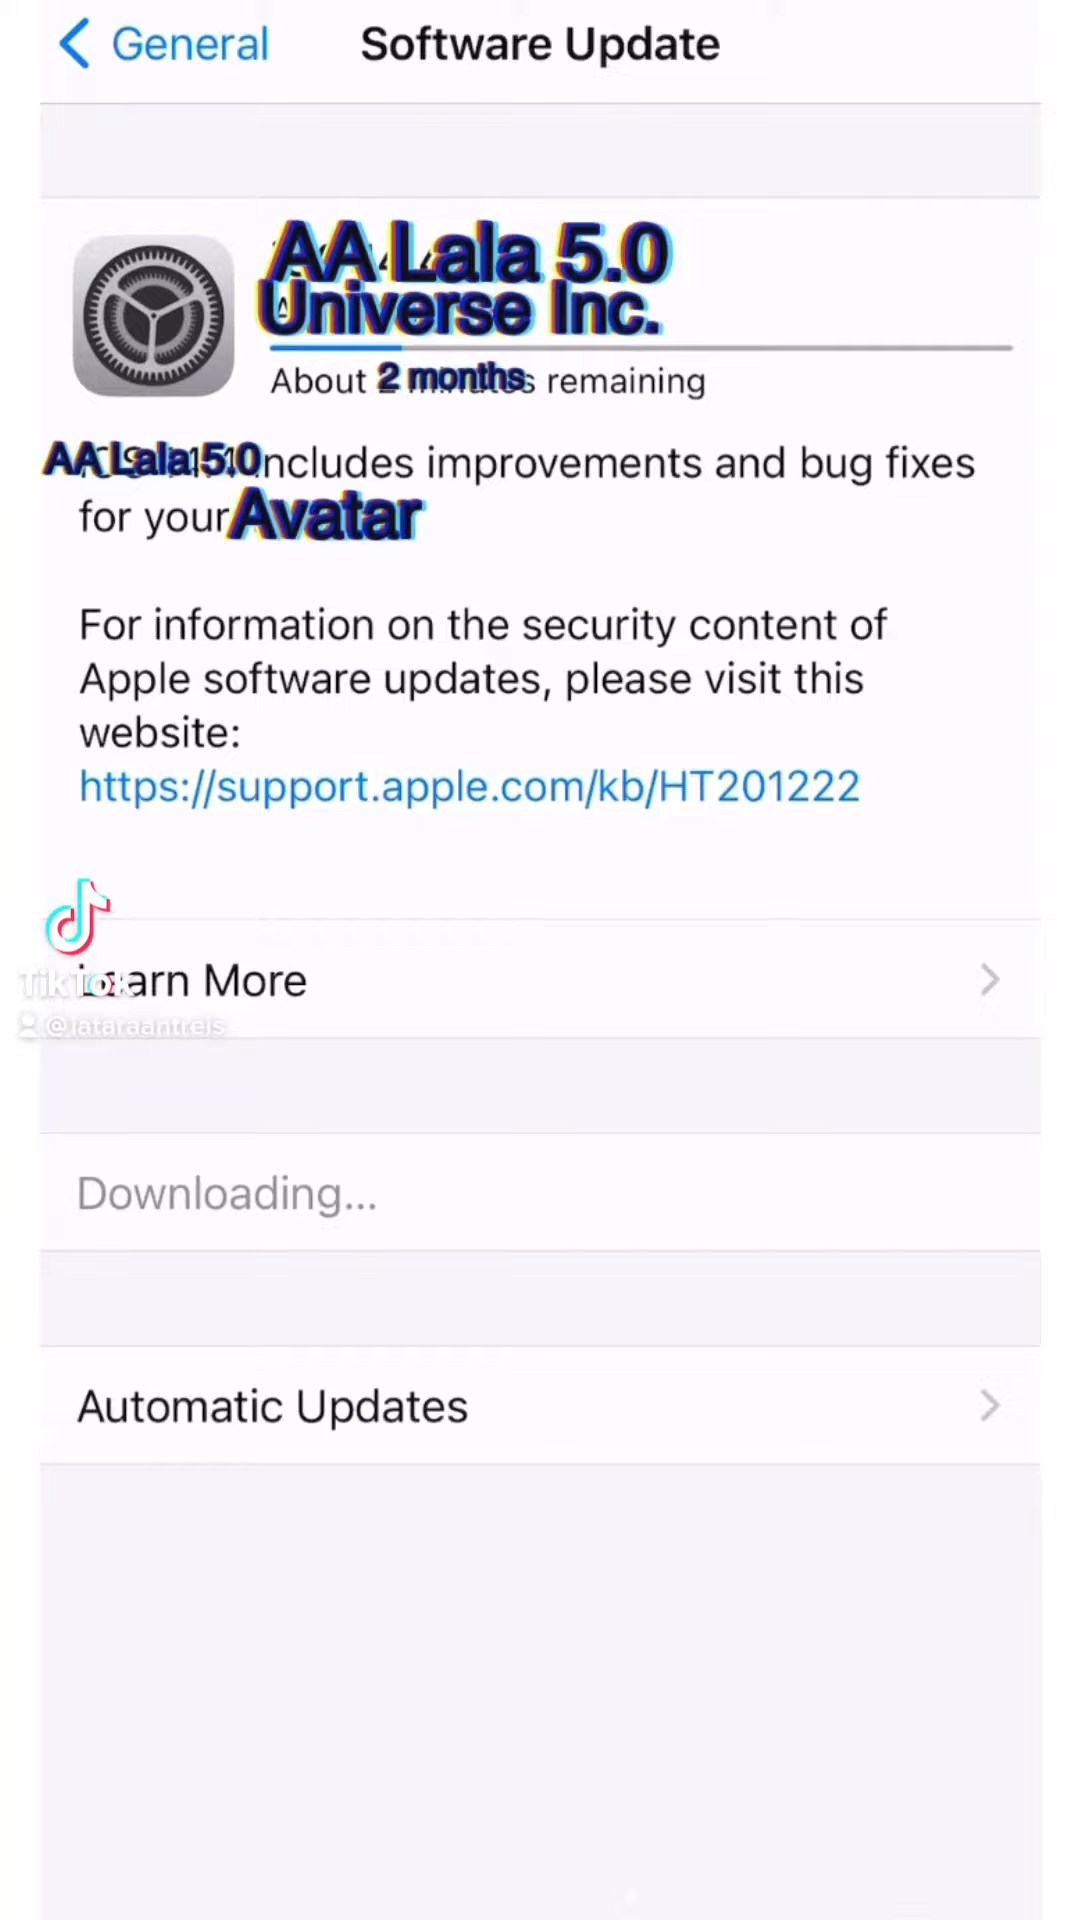 General
Software Update
AA Lala 5.0
Universe Inc.
About 2 months remaining
AA Lala 5.0 includes improvements and bug fixes
for your Avatar
For information on the security content of
Apple software updates, please visit this
website:
https://support.apple.com/kb/HT201222
TikTok
Learn More
@lataraantrels
Downloading...
Automatic Updates